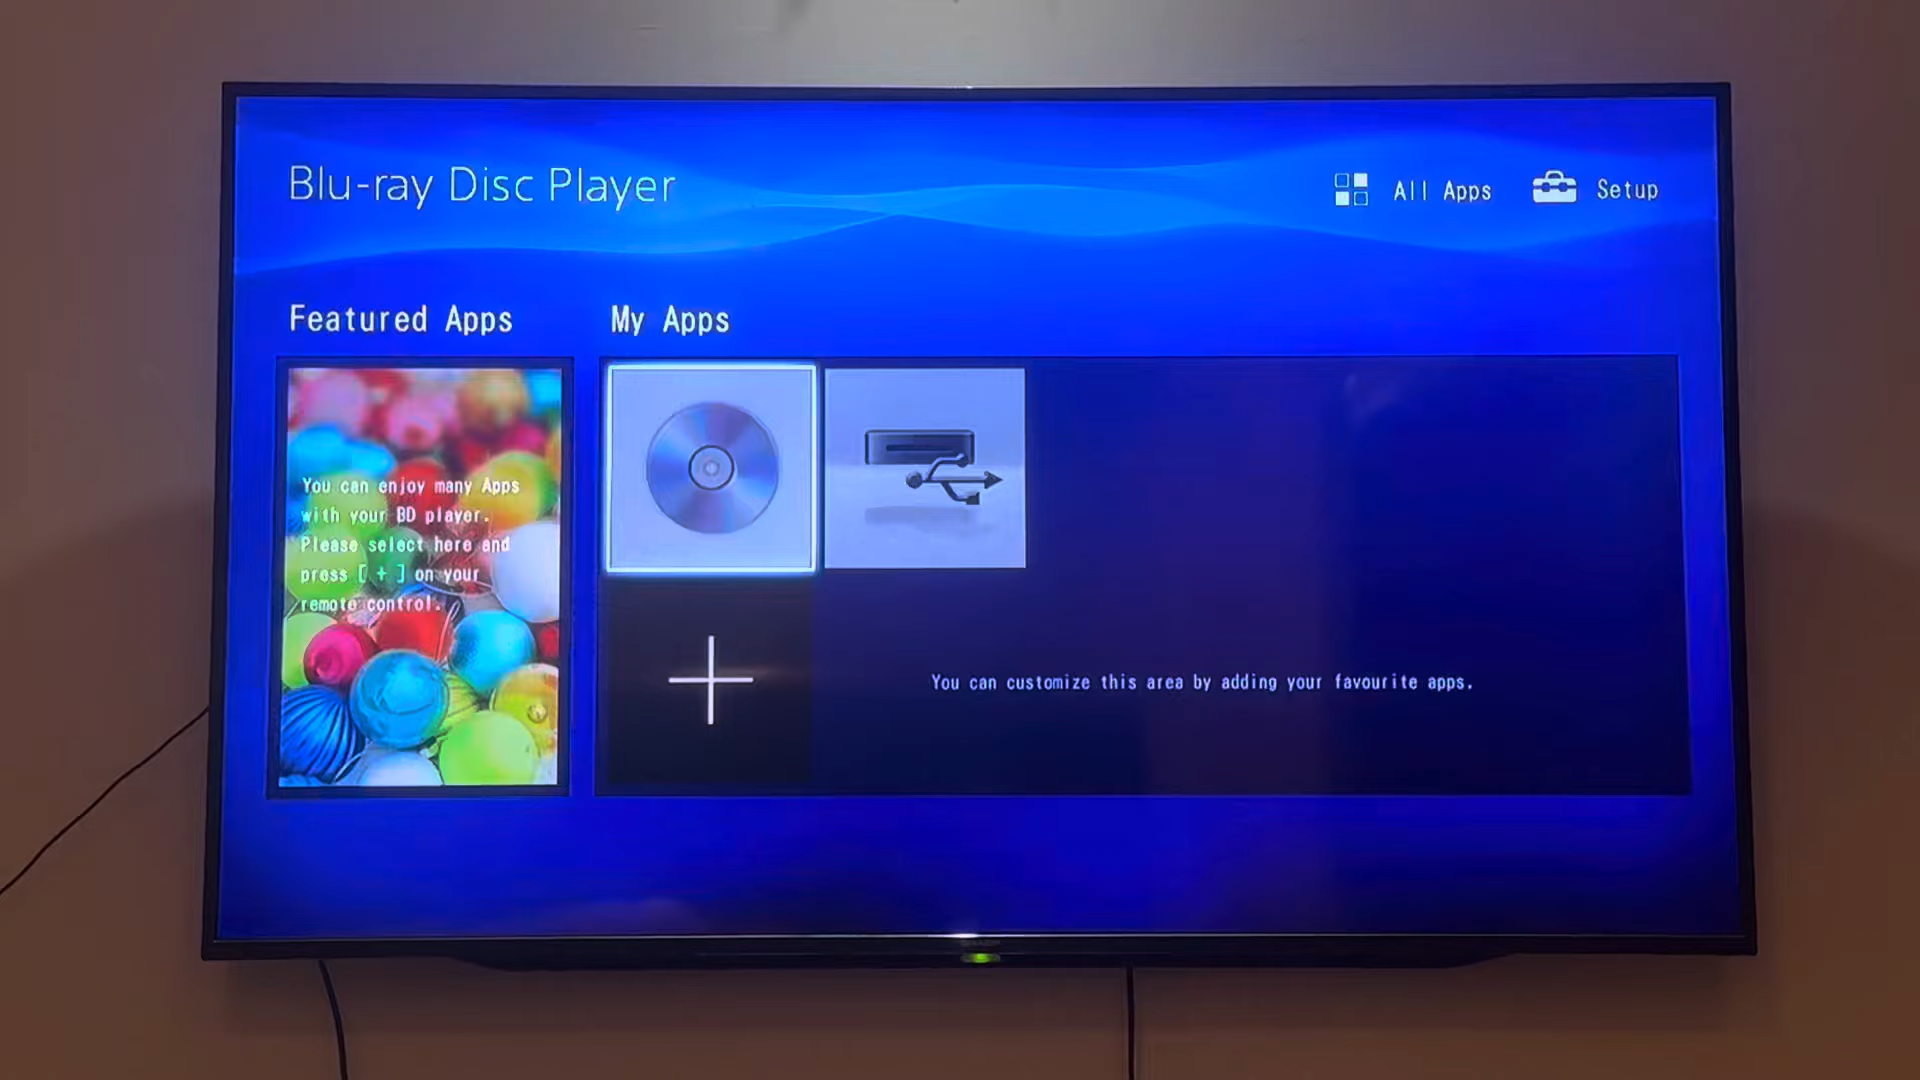 Blu-ray Disc Player
All Apps
Setup
Featured Apps
My Apps
You can enjoy many Apps
with your BD player.
Please select here and
press [ + ] on your
remote control.
You can customize this area by adding your favourite apps.